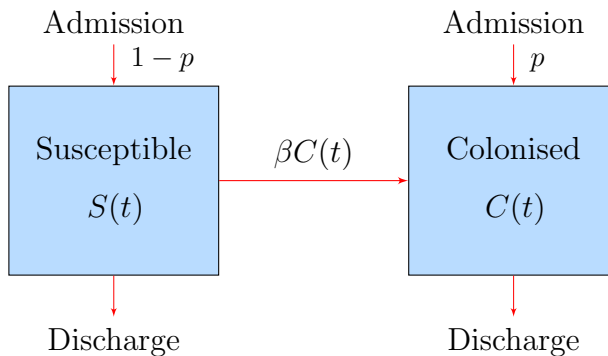 Admission
1 − p
Susceptible
S(t)
Discharge
βC(t)
Admission
p
Colonised
C(t)
Discharge